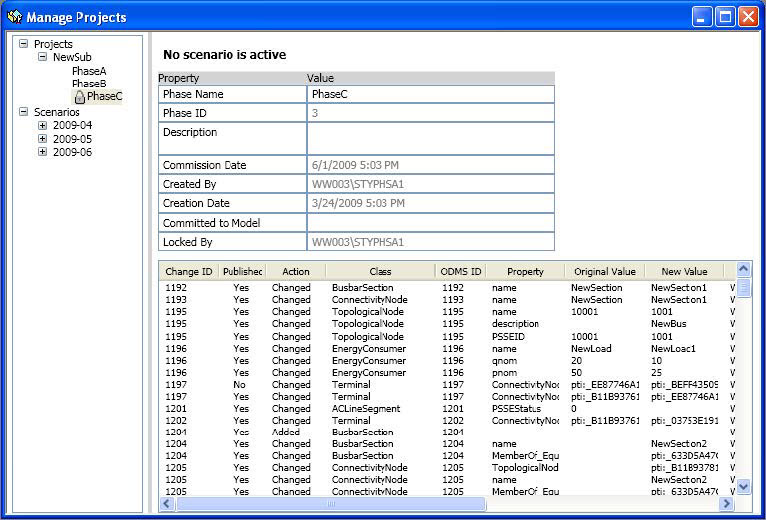 Manage Projects
Projects
NewSub
PhaseA
PhaseB
PhaseC
Scenarios
2009-04
2009-05
2009-06
No scenario is active
Property Value
Phase Name PhaseC
Phase ID 3
Description
Commission Date 6/1/2009 5:03 PM
Created By WW003\STYPHSA1
Creation Date 3/24/2009 5:03 PM
Committed to Model
Locked By WW003\STYPHSA1
Change ID Published Action Class ODMS ID Property Original Value New Value
1192 Yes Changed BusbarSection 1192 name NewSection NewSection1 W
1193 Yes Changed ConnectivityNode 1193 name NewSection NewSection1 W
1195 Yes Changed TopologicalNode 1195 name 10001 1001 W
1195 Yes Changed TopologicalNode 1195 description NewBus W
1195 Yes Changed TopologicalNode 1195 PSSEID 10001 1001 W
1196 Yes Changed EnergyConsumer 1196 name NewLoad NewLoac1 W
1196 Yes Changed EnergyConsumer 1196 qnom 20 10 W
1196 Yes Changed EnergyConsumer 1196 pnom 50 25 W
1197 No Changed Terminal 1197 ConnectivityNoc pti:_EE87746A1 pti:_BEFF43509 W
1197 Yes Changed Terminal 1197 ConnectivityNoc pti:_B11B93761 pti:_EE87746A1 W
1201 Yes Changed ACLineSegment 1201 PSSEStatus 0 W
1202 Yes Changed Terminal 1202 ConnectivityNoc pti:_B11B93761 pti:_03753E191 W
1204 Yes Added BusbarSection 1204 W
1204 Yes Changed BusbarSection 1204 name NewSection2 W
1204 Yes Changed BusbarSection 1204 MemberOf_Equ pti:_633D5A47C W
1205 Yes Changed ConnectivityNode 1205 TopologicalNod pti:_B11B93781 W
1205 Yes Changed ConnectivityNode 1205 name NewSection2 W
1205 Yes Changed ConnectivityNode 1205 MemberOf_Equ pti:_633D5A47C W